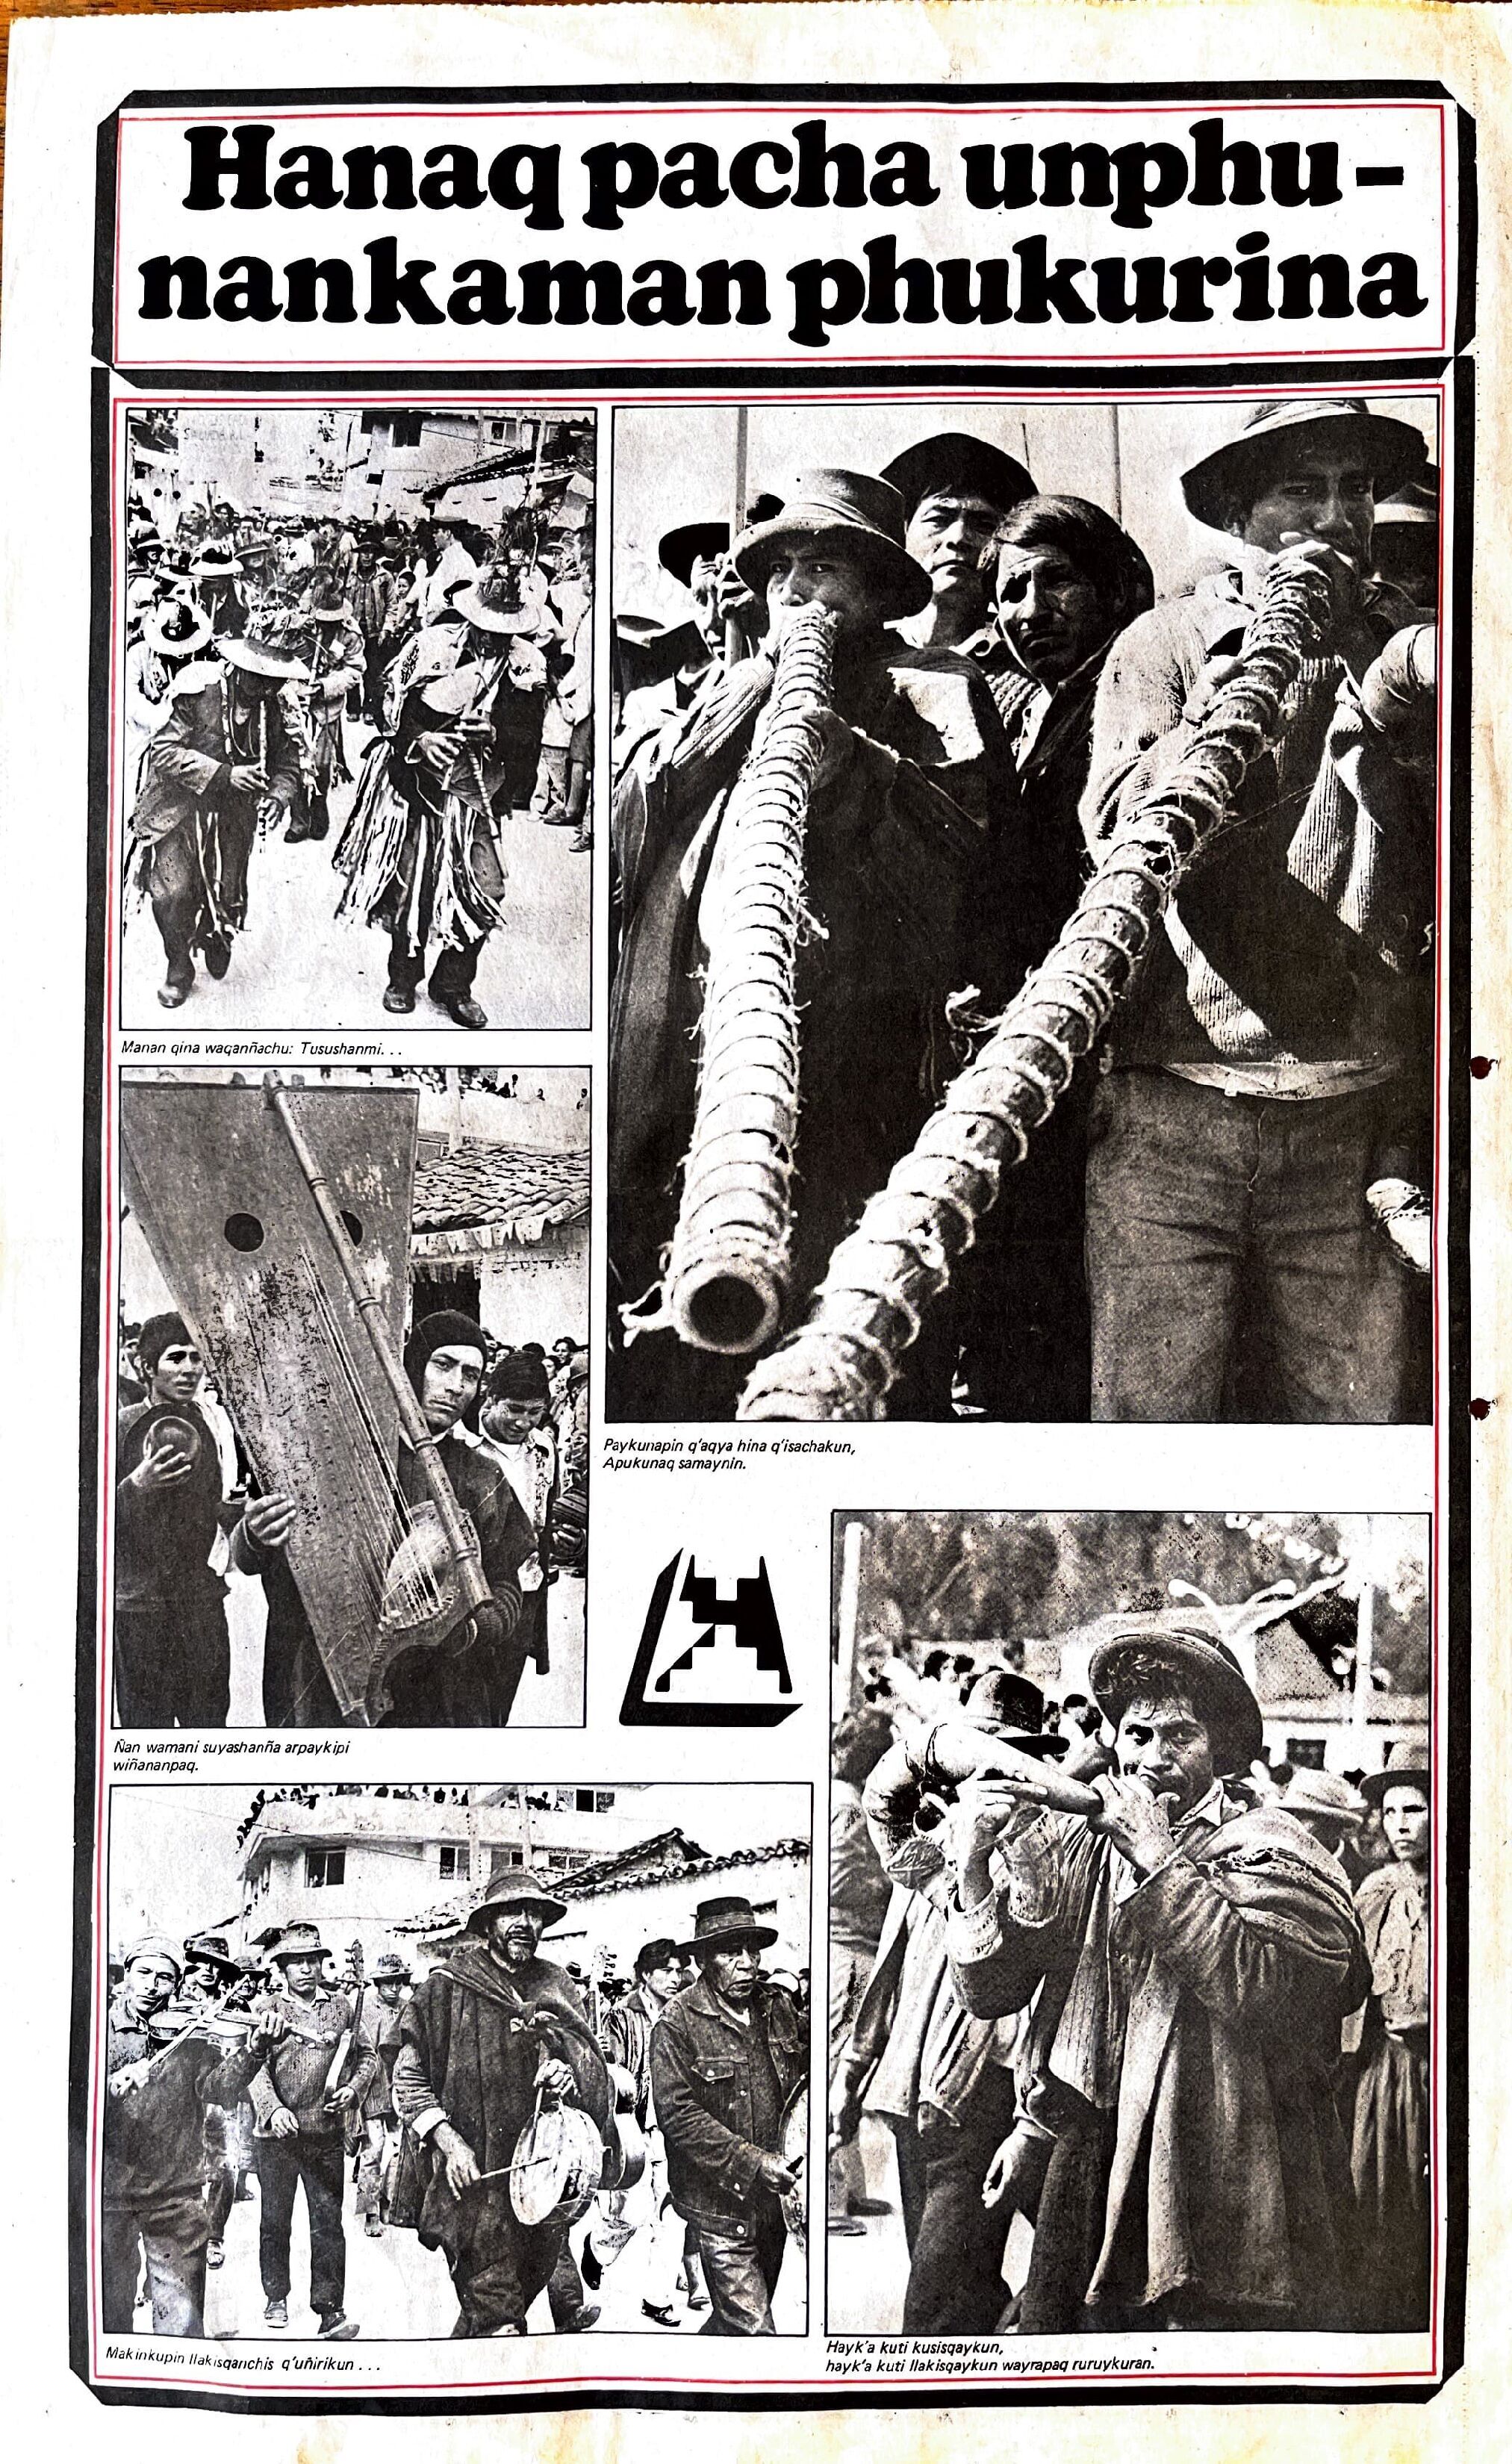 Hanaq pacha unphu-
nankaman phukurina
Manan qina waqanñachu: Tusushanmi. . .
Paykunapin q'aqya hina q'isachakun,
Apukunaq samaynin.
Ñan wamani suyashanña arpaykipi
wiñananpaq.
Makinkupin llakisqanchis q'uñirikun . . .
Hayk'a kuti kusisqaykun,
hayk'a kuti llakisqaykun wayrapaq ruruykuran.